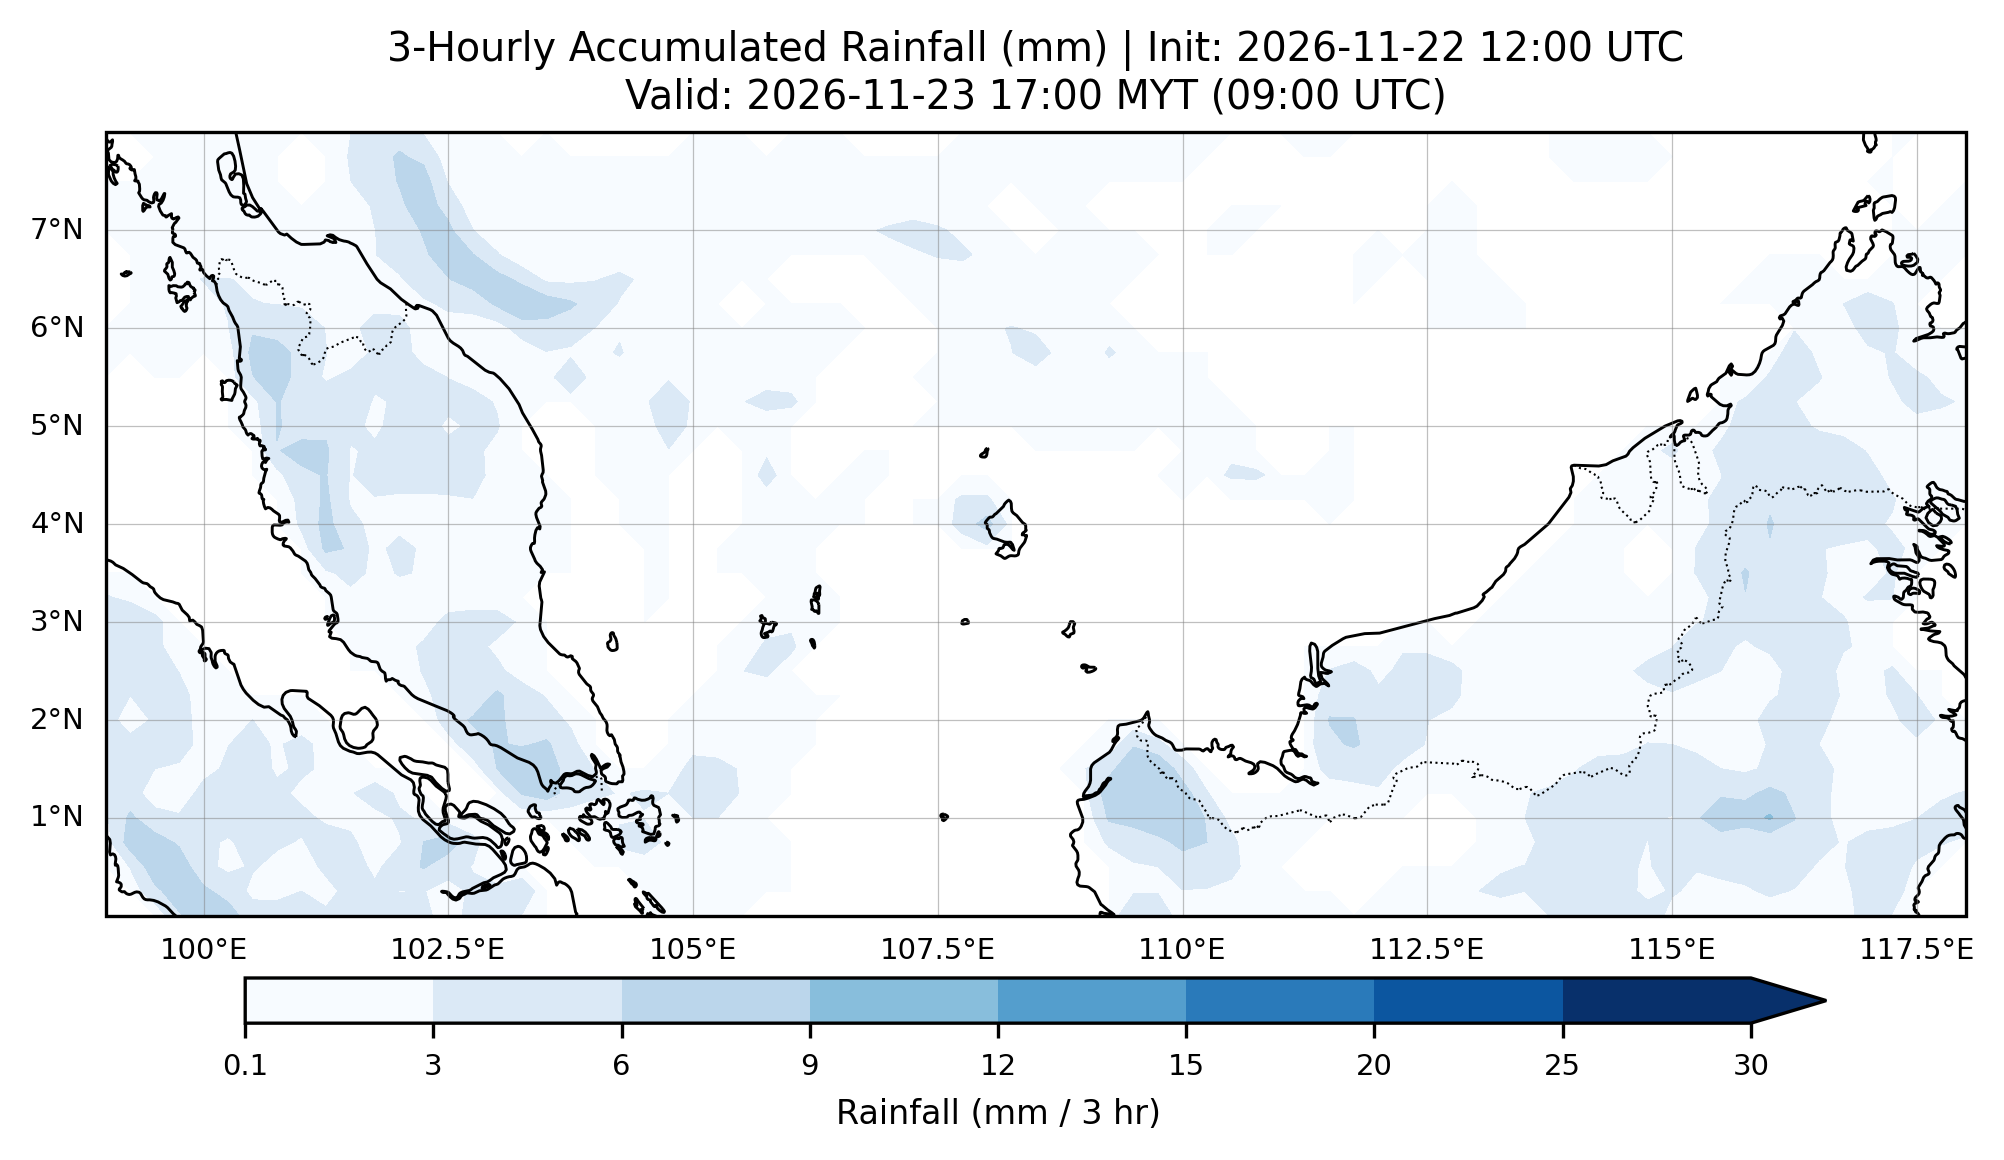 3-Hourly Accumulated Rainfall (mm) | Init: 2026-11-22 12:00 UTC
Valid: 2026-11-23 17:00 MYT (09:00 UTC)
7°N
6°N
5°N
4°N
3°N
2°N
1°N
100°E 102.5°E 105°E 107.5°E 110°E 112.5°E 115°E 117.5°E
0.1 3 6 9 12 15 20 25 30
Rainfall (mm / 3 hr)